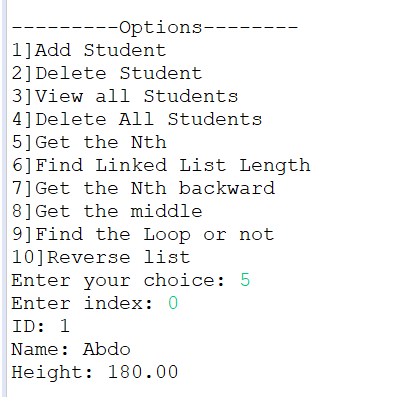 ---------Options--------
1]Add Student
2]Delete Student
3]View all Students
4]Delete All Students
5]Get the Nth
6]Find Linked List Length
7]Get the Nth backward
8]Get the middle
9]Find the Loop or not
10]Reverse list
Enter your choice: 5
Enter index: 0
ID: 1
Name: Abdo
Height: 180.00